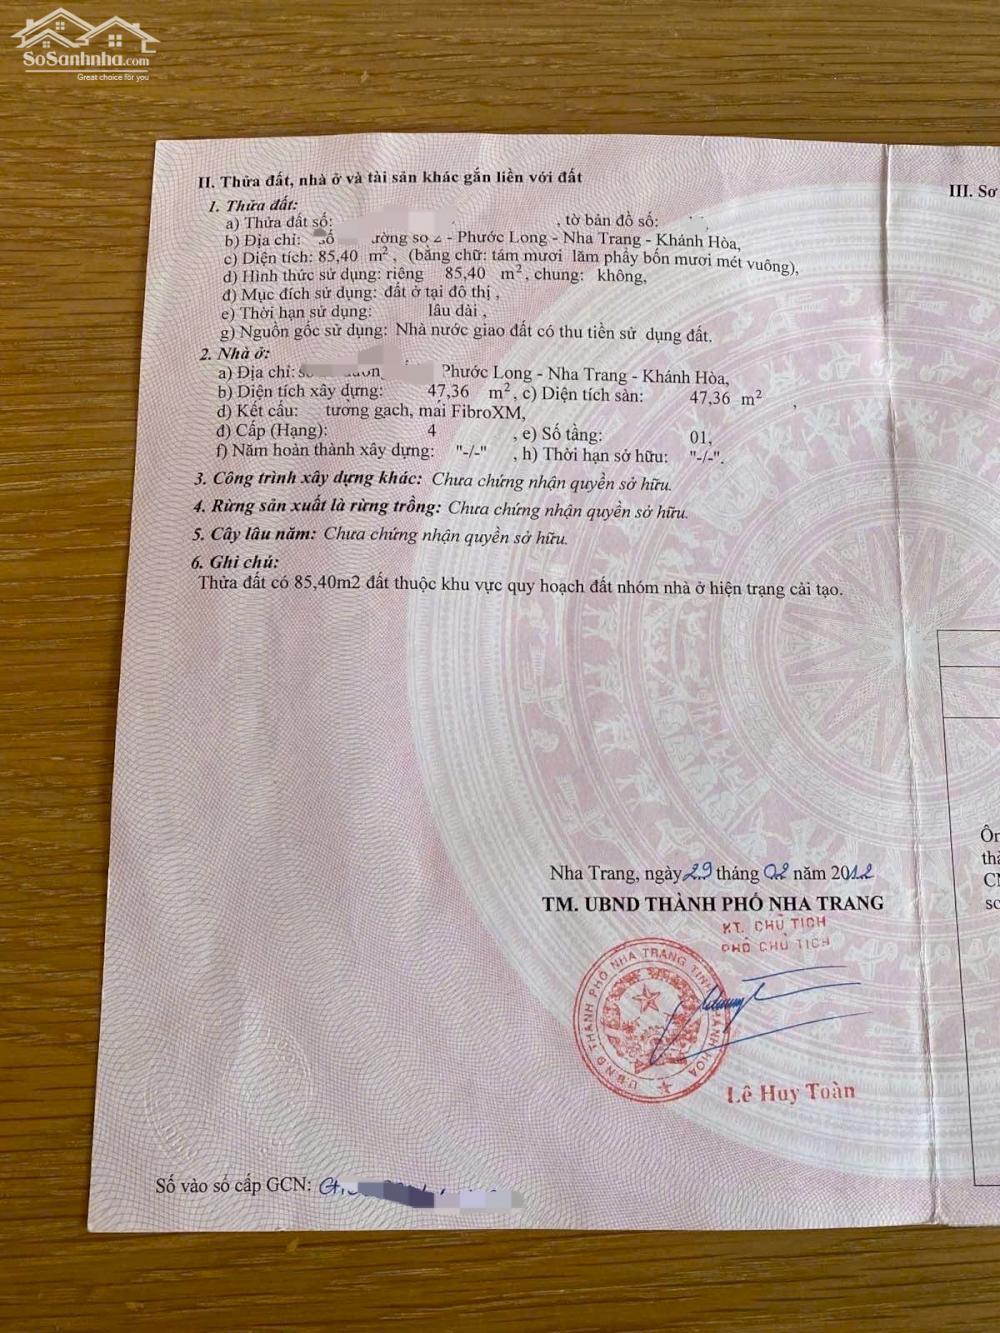 SoSanhnha.com
Great choice for you
II. Thửa đất, nhà ở và tài sản khác gắn liền với đất
1. Thửa đất:
a) Thửa đất số: , tờ bản đồ số:
b) Địa chỉ: số 2 - Phước Long - Nha Trang - Khánh Hòa,
c) Diện tích: 85,40 m², (bằng chữ: tám mươi lăm phẩy bốn mươi mét vuông),
d) Hình thức sử dụng: riêng 85,40 m², chung: không,
đ) Mục đích sử dụng: đất ở tại đô thị,
e) Thời hạn sử dụng: lâu dài,
g) Nguồn gốc sử dụng: Nhà nước giao đất có thu tiền sử dụng đất.
2. Nhà ở:
a) Địa chỉ: Phước Long - Nha Trang - Khánh Hòa,
b) Diện tích xây dựng: 47,36 m², c) Diện tích sàn: 47,36 m² ,
d) Kết cấu: tường gạch, mái FibroXM,
đ) Cấp (Hạng): 4 , e) Số tầng: 01,
f) Năm hoàn thành xây dựng: "-/-" , h) Thời hạn sở hữu: "-/-".
3. Công trình xây dựng khác: Chưa chứng nhận quyền sở hữu.
4. Rừng sản xuất là rừng trồng: Chưa chứng nhận quyền sở hữu.
5. Cây lâu năm: Chưa chứng nhận quyền sở hữu.
6. Ghi chú:
Thửa đất có 85,40m2 đất thuộc khu vực quy hoạch đất nhóm nhà ở hiện trạng cải tạo.
Nha Trang, ngày 29 tháng 02 năm 2012
TM. UBND THÀNH PHỐ NHA TRANG
KT. CHỦ TỊCH
PHÓ CHỦ TỊCH
U.B.N.D THÀNH PHỐ NHA TRANG TỈNH KHÁNH HÒA
Lê Huy Toàn
Số vào sổ cấp GCN:
III. Sơ